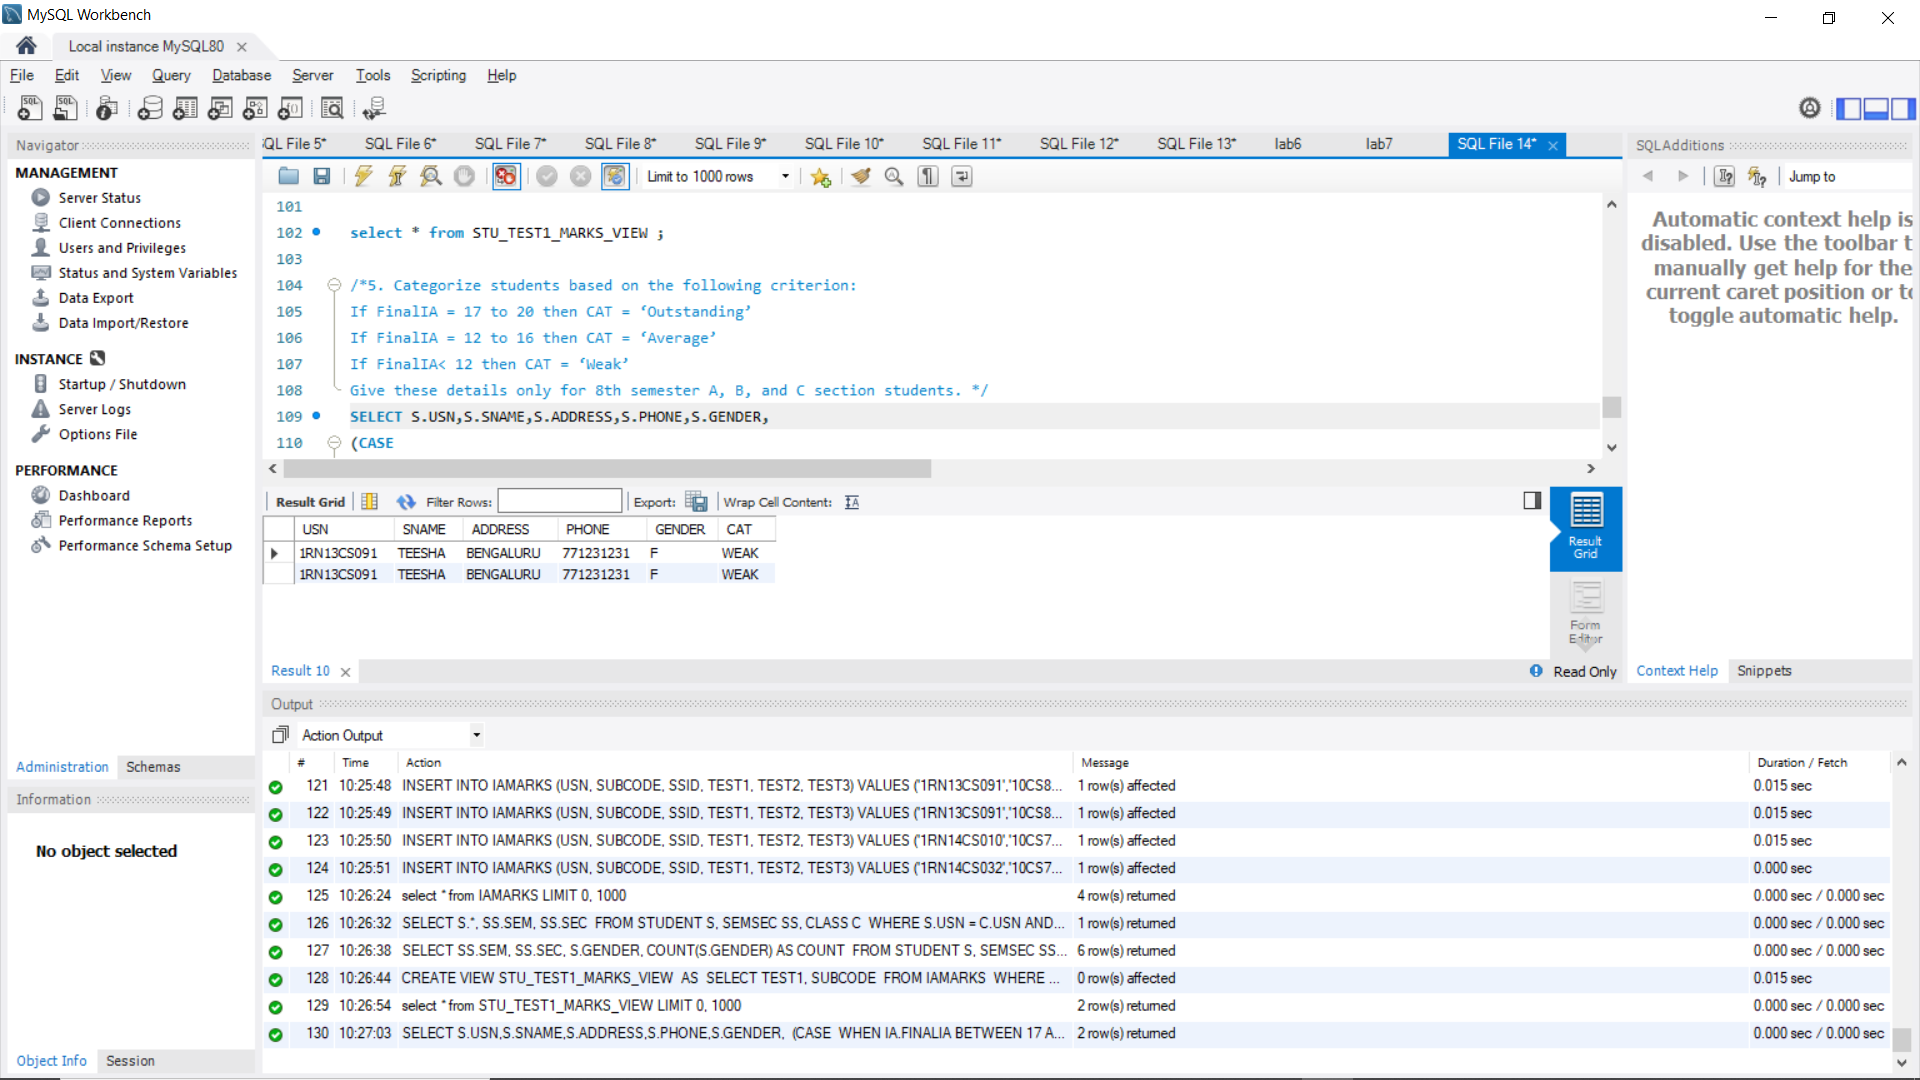 MySQL Workbench
Local instance MySQL80
File Edit View Query Database Server Tools Scripting Help
Navigator
MANAGEMENT
Server Status
Client Connections
Users and Privileges
Status and System Variables
Data Export
Data Import/Restore
INSTANCE
Startup / Shutdown
Server Logs
Options File
PERFORMANCE
Dashboard
Performance Reports
Performance Schema Setup
Administration Schemas
Information
No object selected
Object Info Session
SQL File 5* SQL File 6* SQL File 7* SQL File 8* SQL File 9* SQL File 10* SQL File 11* SQL File 12* SQL File 13* lab6 lab7 SQL File 14*
Limit to 1000 rows
101
102 select * from STU_TEST1_MARKS_VIEW ;
103
104 /*5. Categorize students based on the following criterion:
105 If FinalIA = 17 to 20 then CAT = ‘Outstanding’
106 If FinalIA = 12 to 16 then CAT = ‘Average’
107 If FinalIA< 12 then CAT = ‘Weak’
108 Give these details only for 8th semester A, B, and C section students. */
109 SELECT S.USN,S.SNAME,S.ADDRESS,S.PHONE,S.GENDER,
110 (CASE
Result Grid Filter Rows: Export: Wrap Cell Content:
USN SNAME ADDRESS PHONE GENDER CAT
1RN13CS091 TEESHA BENGALURU 771231231 F WEAK
1RN13CS091 TEESHA BENGALURU 771231231 F WEAK
Result
Grid
Form
Editor
Result 10 Read Only
SQLAdditions
Jump to
Automatic context help is
disabled. Use the toolbar t
manually get help for the
current caret position or to
toggle automatic help.
Context Help Snippets
Output
Action Output
# Time Action Message Duration / Fetch
121 10:25:48 INSERT INTO IAMARKS (USN, SUBCODE, SSID, TEST1, TEST2, TEST3) VALUES ('1RN13CS091','10CS8... 1 row(s) affected 0.015 sec
122 10:25:49 INSERT INTO IAMARKS (USN, SUBCODE, SSID, TEST1, TEST2, TEST3) VALUES ('1RN13CS091','10CS8... 1 row(s) affected 0.015 sec
123 10:25:50 INSERT INTO IAMARKS (USN, SUBCODE, SSID, TEST1, TEST2, TEST3) VALUES ('1RN14CS010','10CS7... 1 row(s) affected 0.015 sec
124 10:25:51 INSERT INTO IAMARKS (USN, SUBCODE, SSID, TEST1, TEST2, TEST3) VALUES ('1RN14CS032','10CS7... 1 row(s) affected 0.000 sec
125 10:26:24 select * from IAMARKS LIMIT 0, 1000 4 row(s) returned 0.000 sec / 0.000 sec
126 10:26:32 SELECT S.*, SS.SEM, SS.SEC FROM STUDENT S, SEMSEC SS, CLASS C WHERE S.USN = C.USN AND... 1 row(s) returned 0.000 sec / 0.000 sec
127 10:26:38 SELECT SS.SEM, SS.SEC, S.GENDER, COUNT(S.GENDER) AS COUNT FROM STUDENT S, SEMSEC SS... 6 row(s) returned 0.000 sec / 0.000 sec
128 10:26:44 CREATE VIEW STU_TEST1_MARKS_VIEW AS SELECT TEST1, SUBCODE FROM IAMARKS WHERE ... 0 row(s) affected 0.015 sec
129 10:26:54 select * from STU_TEST1_MARKS_VIEW LIMIT 0, 1000 2 row(s) returned 0.000 sec / 0.000 sec
130 10:27:03 SELECT S.USN,S.SNAME,S.ADDRESS,S.PHONE,S.GENDER, (CASE WHEN IA.FINALIA BETWEEN 17 A... 2 row(s) returned 0.000 sec / 0.000 sec